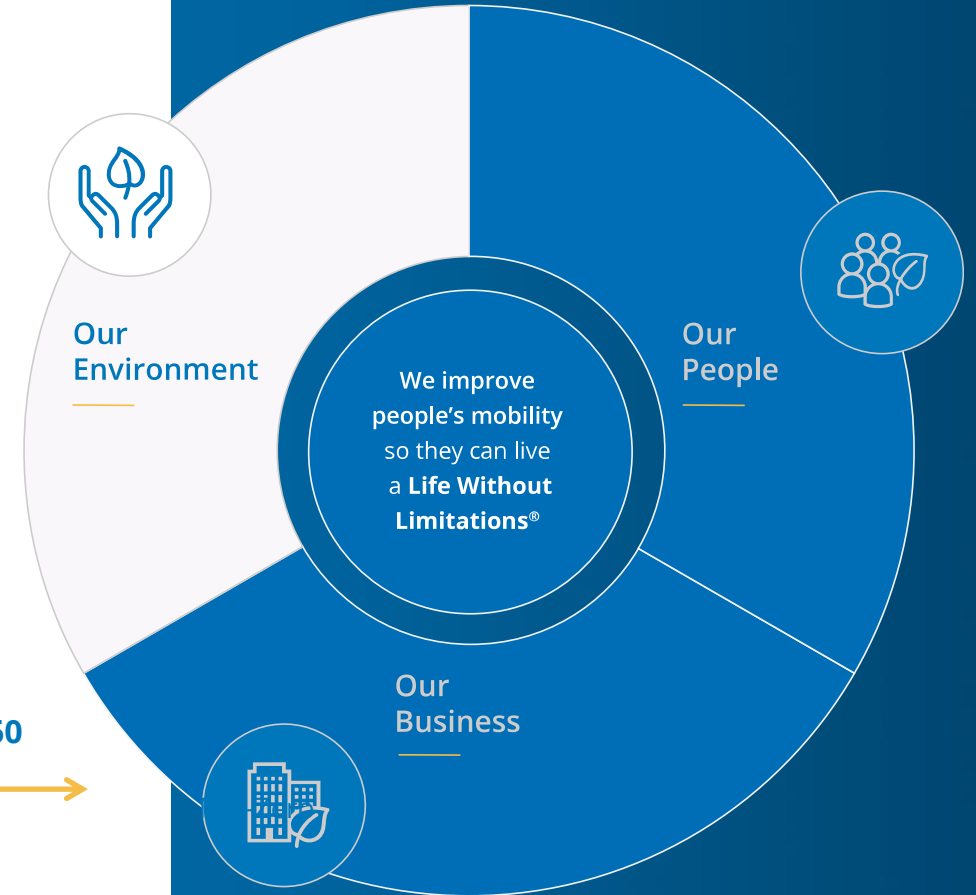 Our
Environment
Our
People
We improve
people’s mobility
so they can live
a Life Without
Limitations®
Our
Business